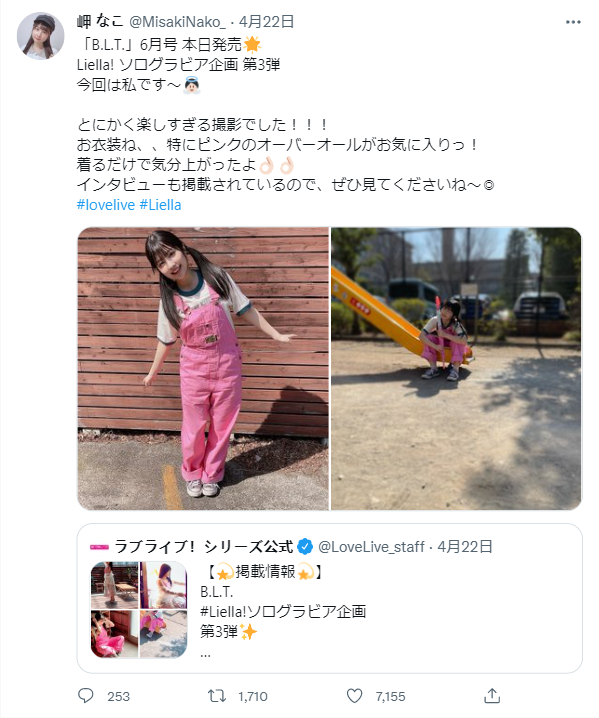 岬 なこ @MisakiNako_ · 4月22日
「B.L.T.」6月号 本日発売🌟
Liella! ソログラビア企画 第3弾
今回は私です〜👼🏻
とにかく楽しすぎる撮影でした！！！
お衣装ね、、特にピンクのオーバーオールがお気に入りっ！
着るだけで気分上がったよ👌🏻👌🏻
インタビューも掲載されているので、ぜひ見てくださいね〜☺
#lovelive #Liella
ラブライブ！シリーズ公式 @LoveLive_staff · 4月22日
【💫掲載情報💫】
B.L.T.
#Liella!ソログラビア企画
第3弾✨
...
253 1,710 7,155